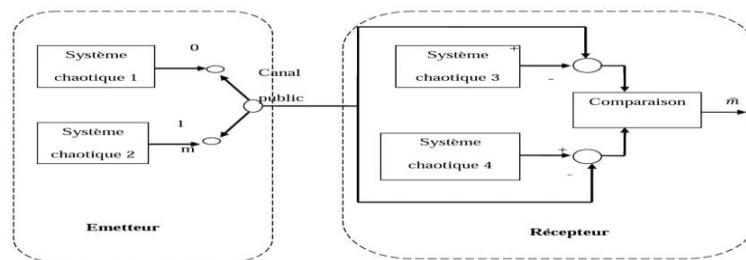 0
Système
chaotique 1
Canal
public
1
Système
chaotique 2
m
Emetteur
Système
chaotique 3
+
-
Comparaison
m̂
Système
chaotique 4
+
-
Récepteur